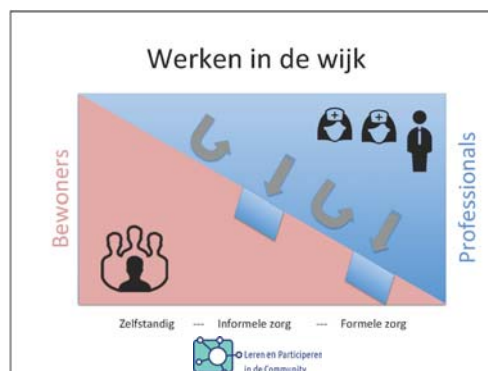 Werken in de wijk
Bewoners
Professionals
Zelfstandig --- Informele zorg --- Formele zorg
Leren en Participeren
in de Community